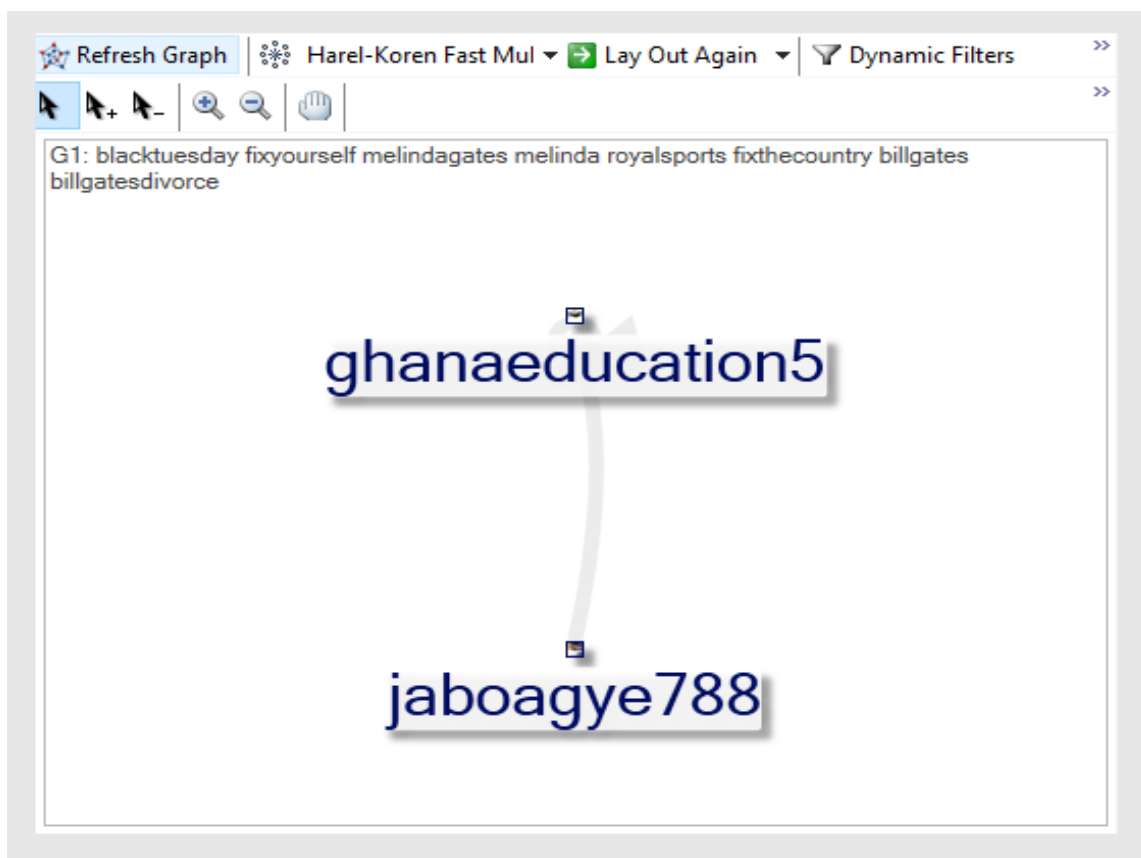 Refresh Graph Harel-Koren Fast Mul Lay Out Again Dynamic Filters
G1: blacktuesday fixyourself melindagates melinda royalsports fixthecountry billgates
billgatesdivorce
ghanaeducation5
jaboagye788